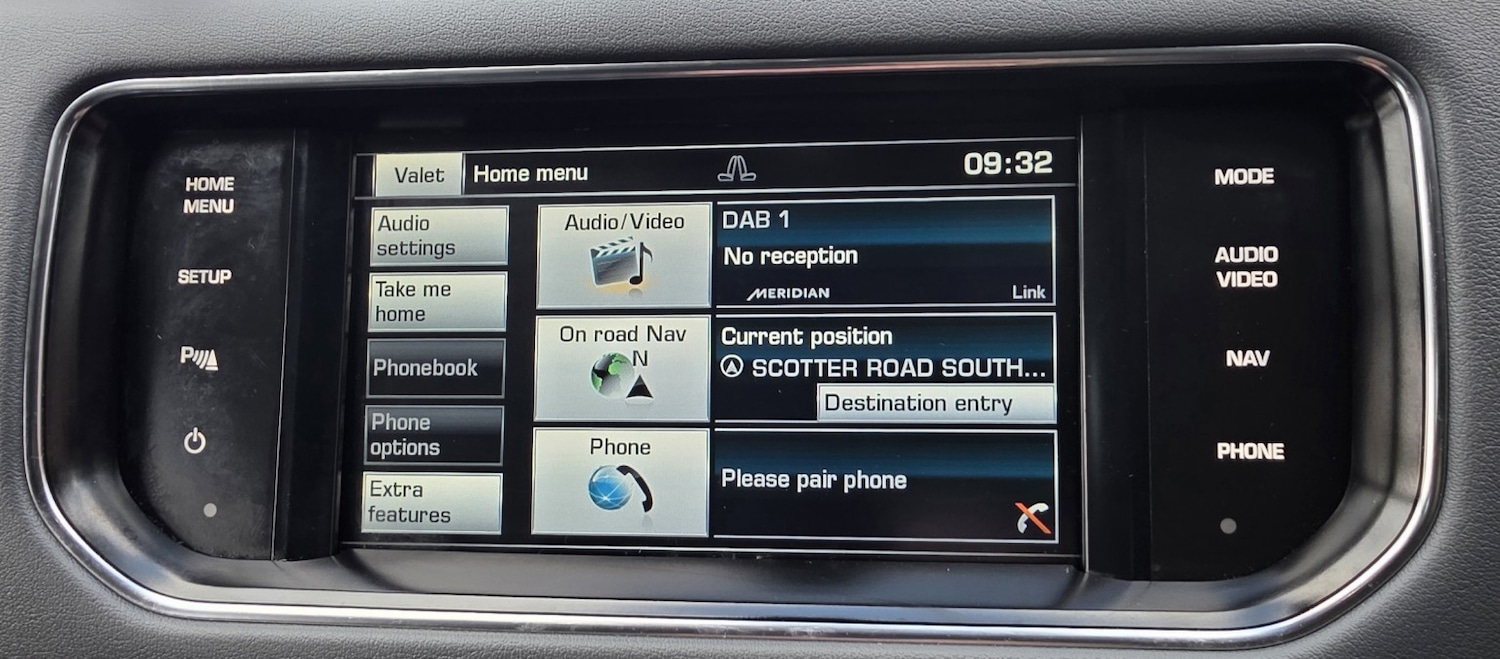 HOME
MENU
SETUP
P
Valet
Home menu
09:32
Audio
settings
Take me
home
Phonebook
Phone
options
Extra
features
Audio/Video
DAB 1
No reception
MERIDIAN
Link
On road Nav
N
Current position
SCOTTER ROAD SOUTH...
Destination entry
Phone
Please pair phone
MODE
AUDIO
VIDEO
NAV
PHONE